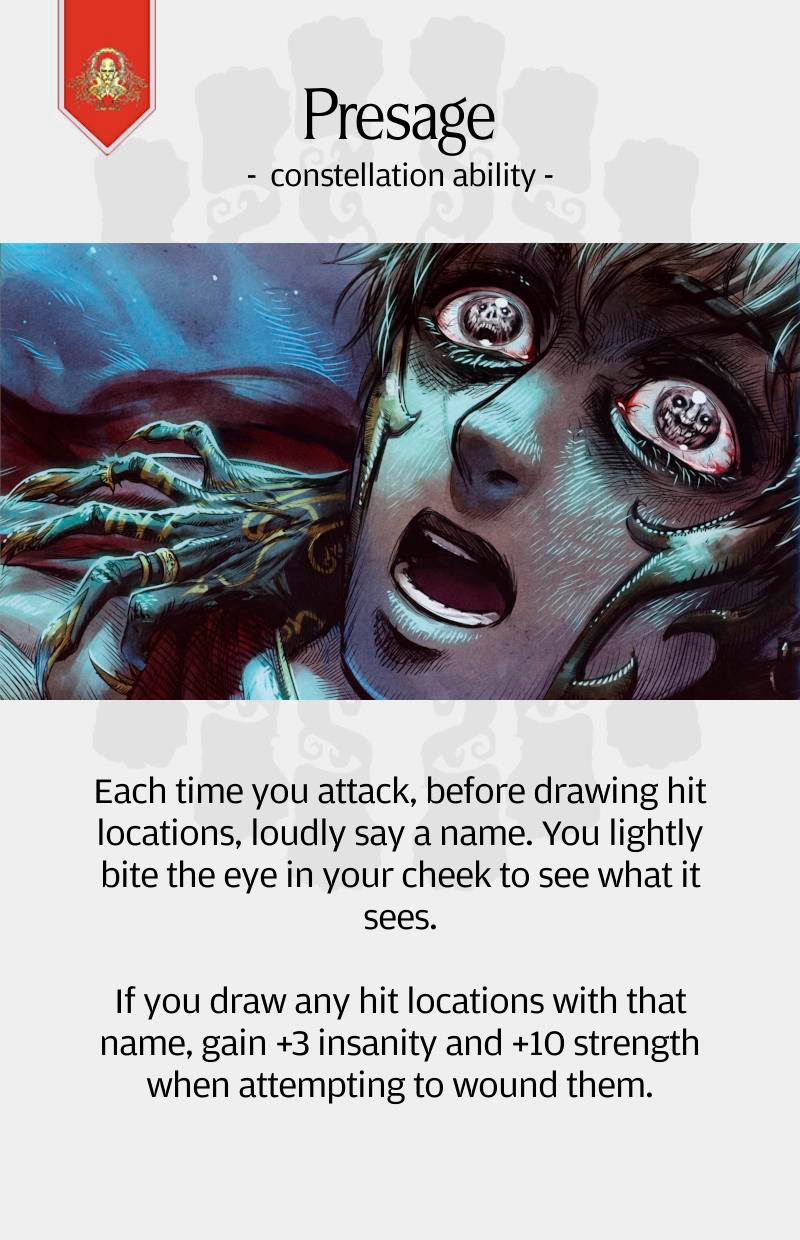 Presage
- constellation ability -
Each time you attack, before drawing hit
locations, loudly say a name. You lightly
bite the eye in your cheek to see what it
sees.
If you draw any hit locations with that
name, gain +3 insanity and +10 strength
when attempting to wound them.